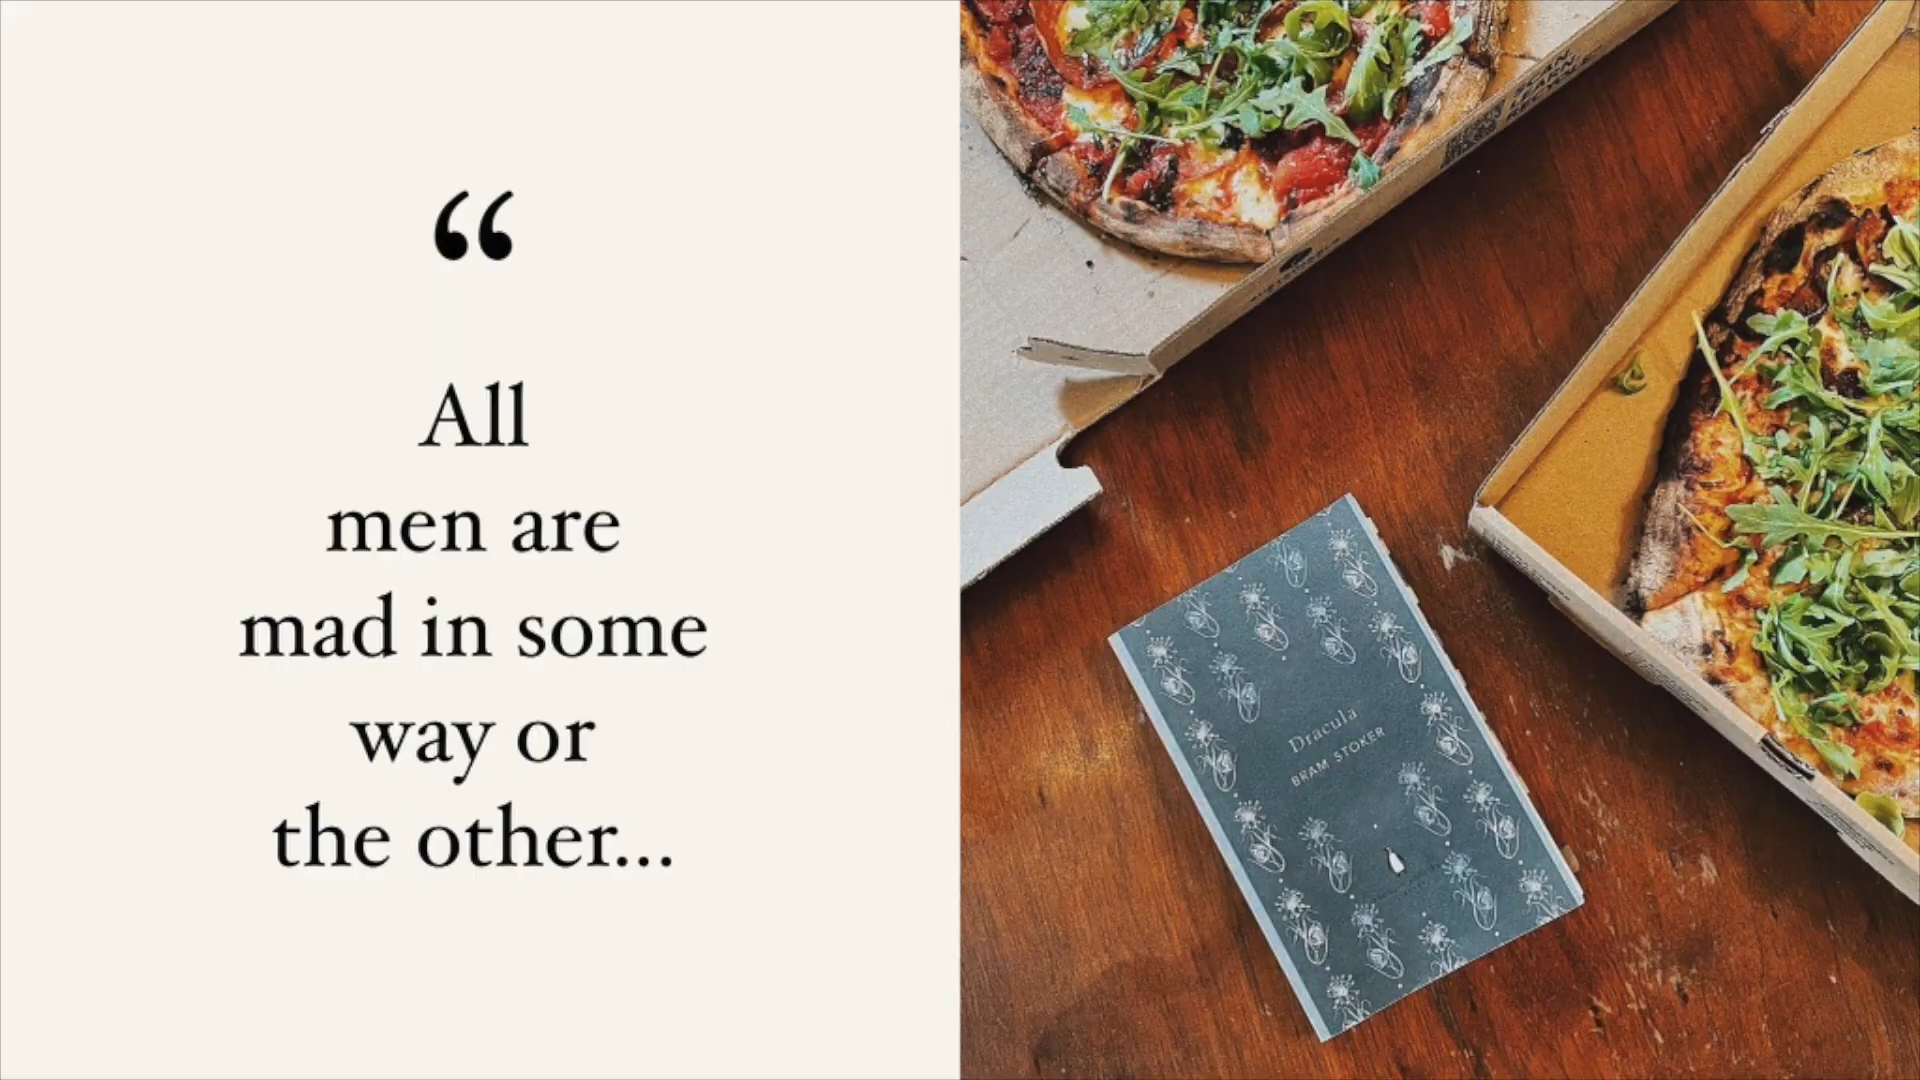 “
All
men are
mad in some
way or
the other...
Dracula
BRAM STOKER